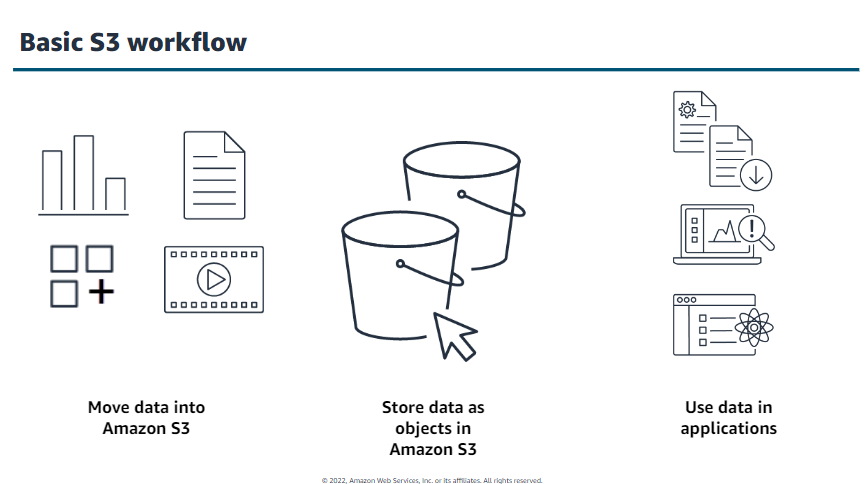 Basic S3 workflow
Move data into
Amazon S3
Store data as
objects in
Amazon S3
Use data in
applications
© 2022, Amazon Web Services, Inc. or its affiliates. All rights reserved.